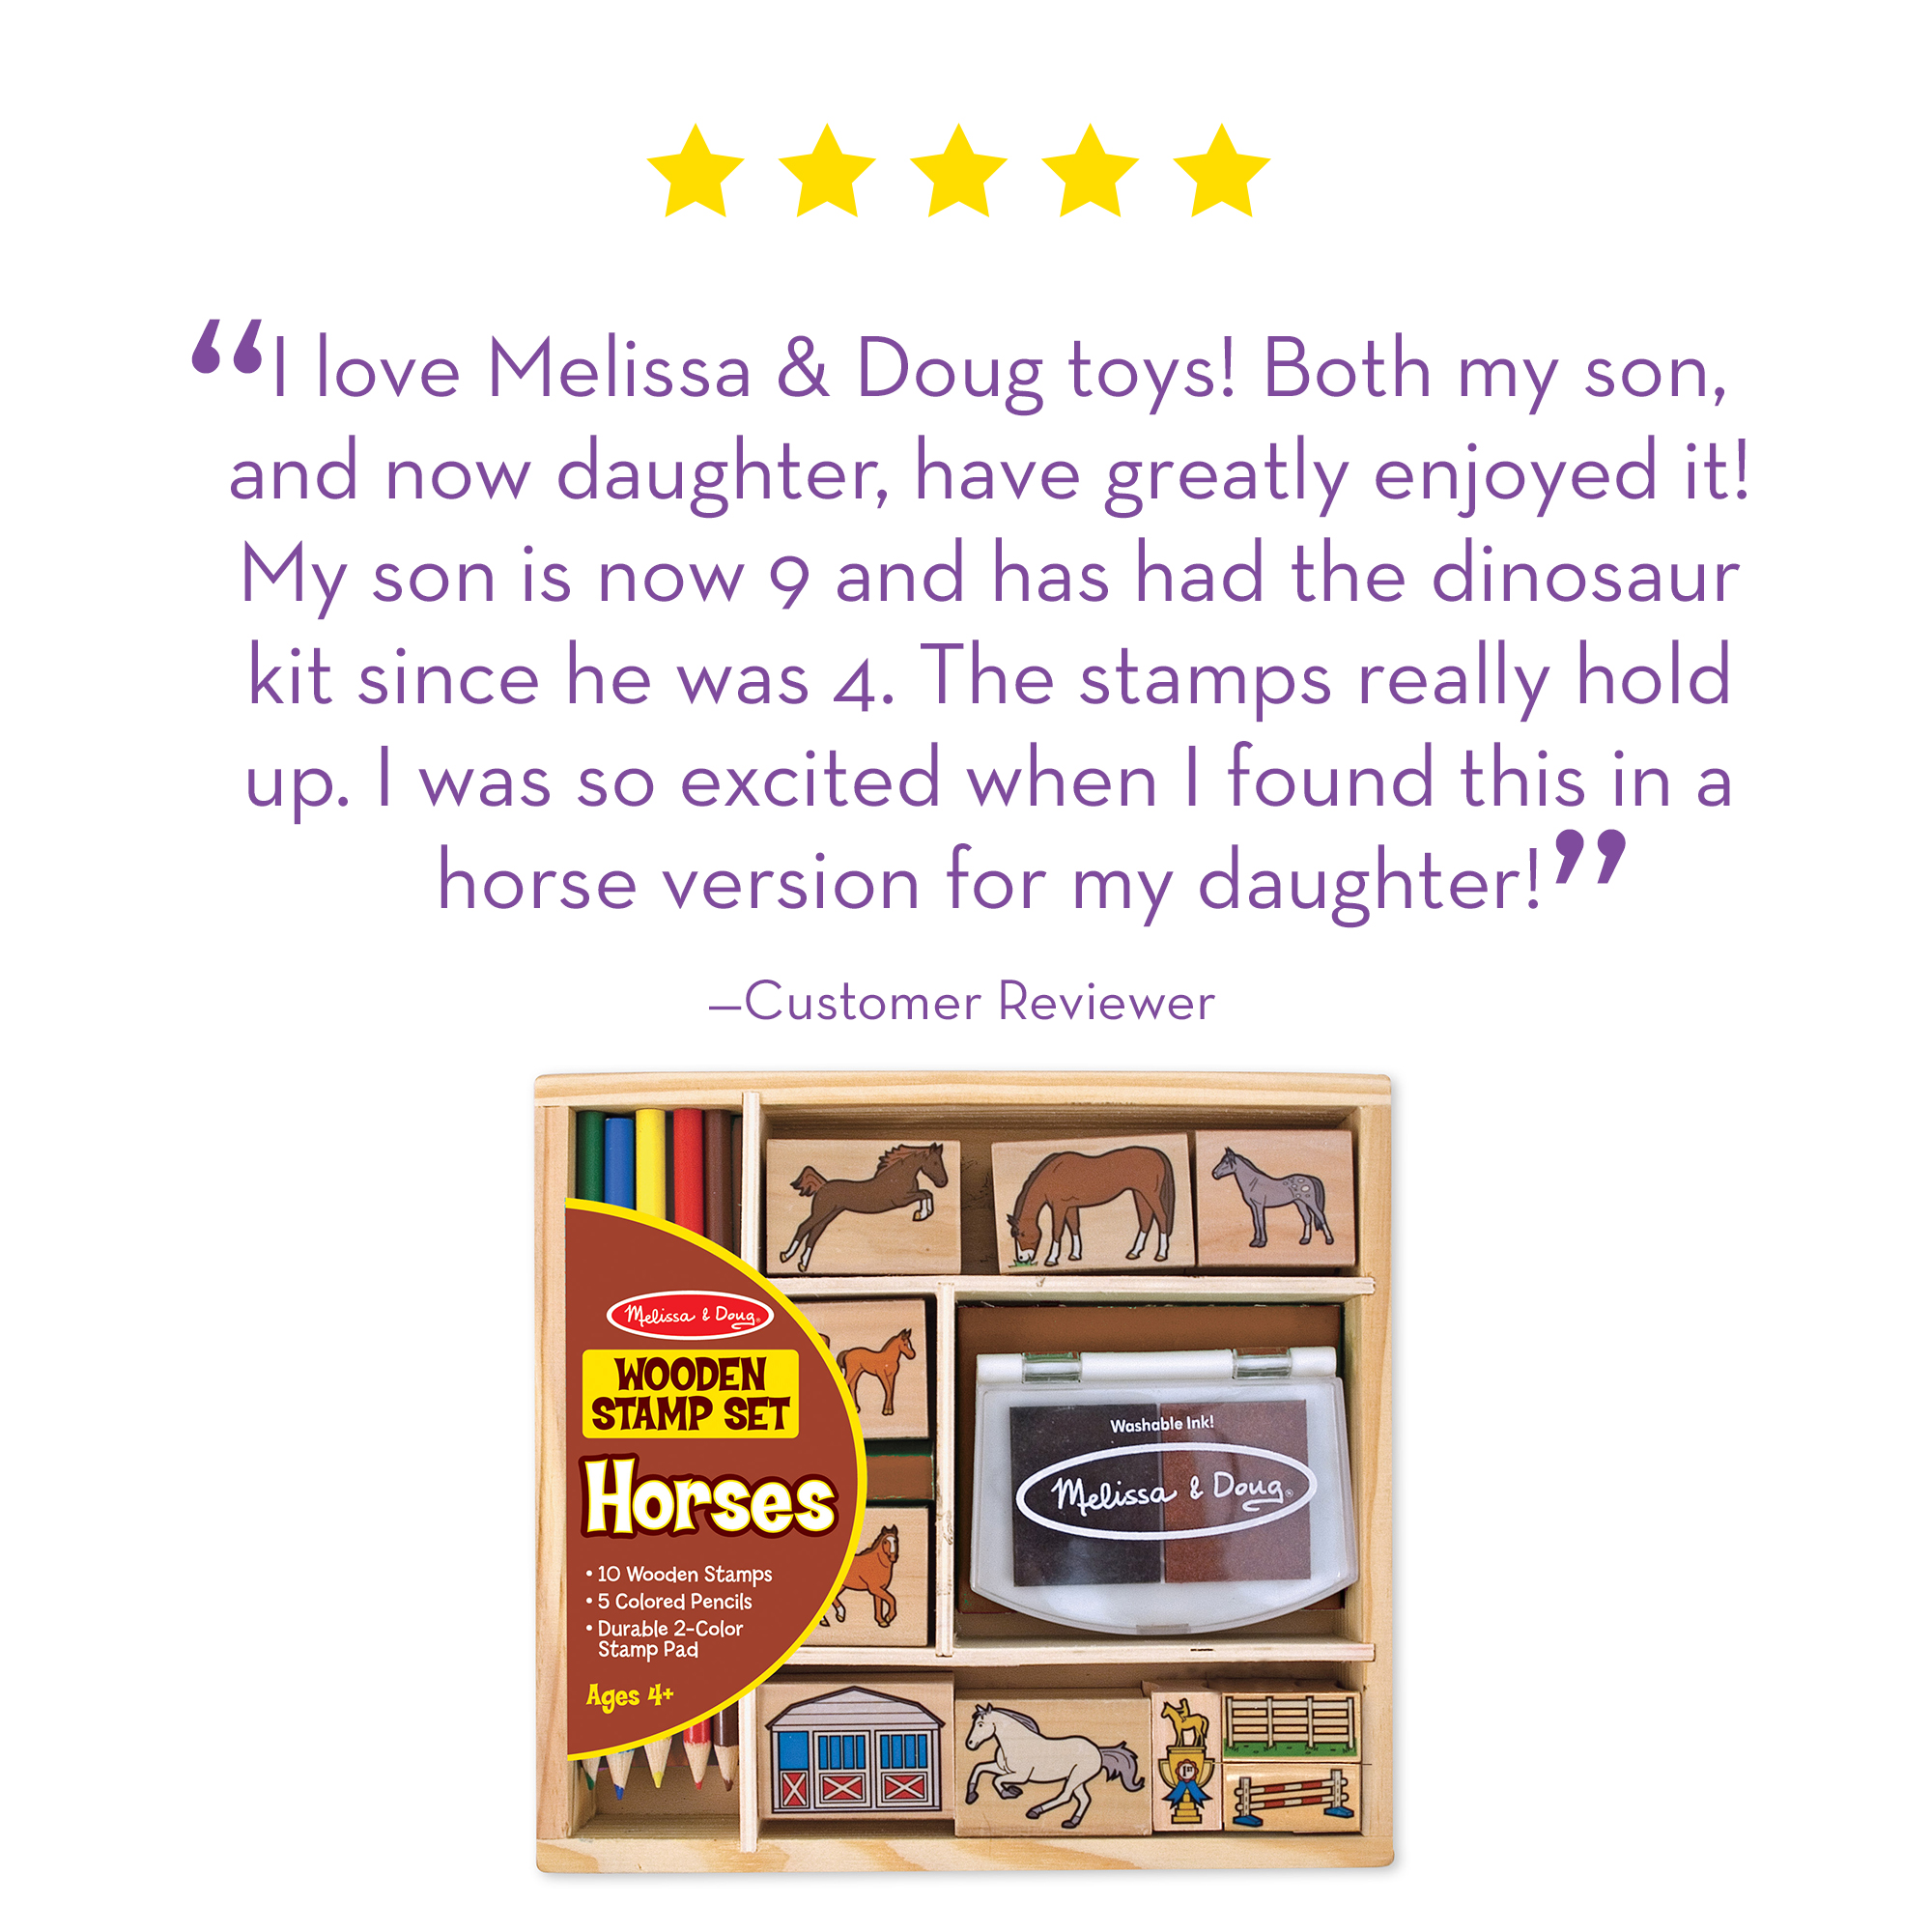 “I love Melissa & Doug toys! Both my son,
and now daughter, have greatly enjoyed it!
My son is now 9 and has had the dinosaur
kit since he was 4. The stamps really hold
up. I was so excited when I found this in a
horse version for my daughter!”
—Customer Reviewer
Melissa & Doug®
WOODEN
STAMP SET
Horses
• 10 Wooden Stamps
• 5 Colored Pencils
• Durable 2-Color
Stamp Pad
Ages 4+
Washable Ink!
Melissa & Doug®
1ST